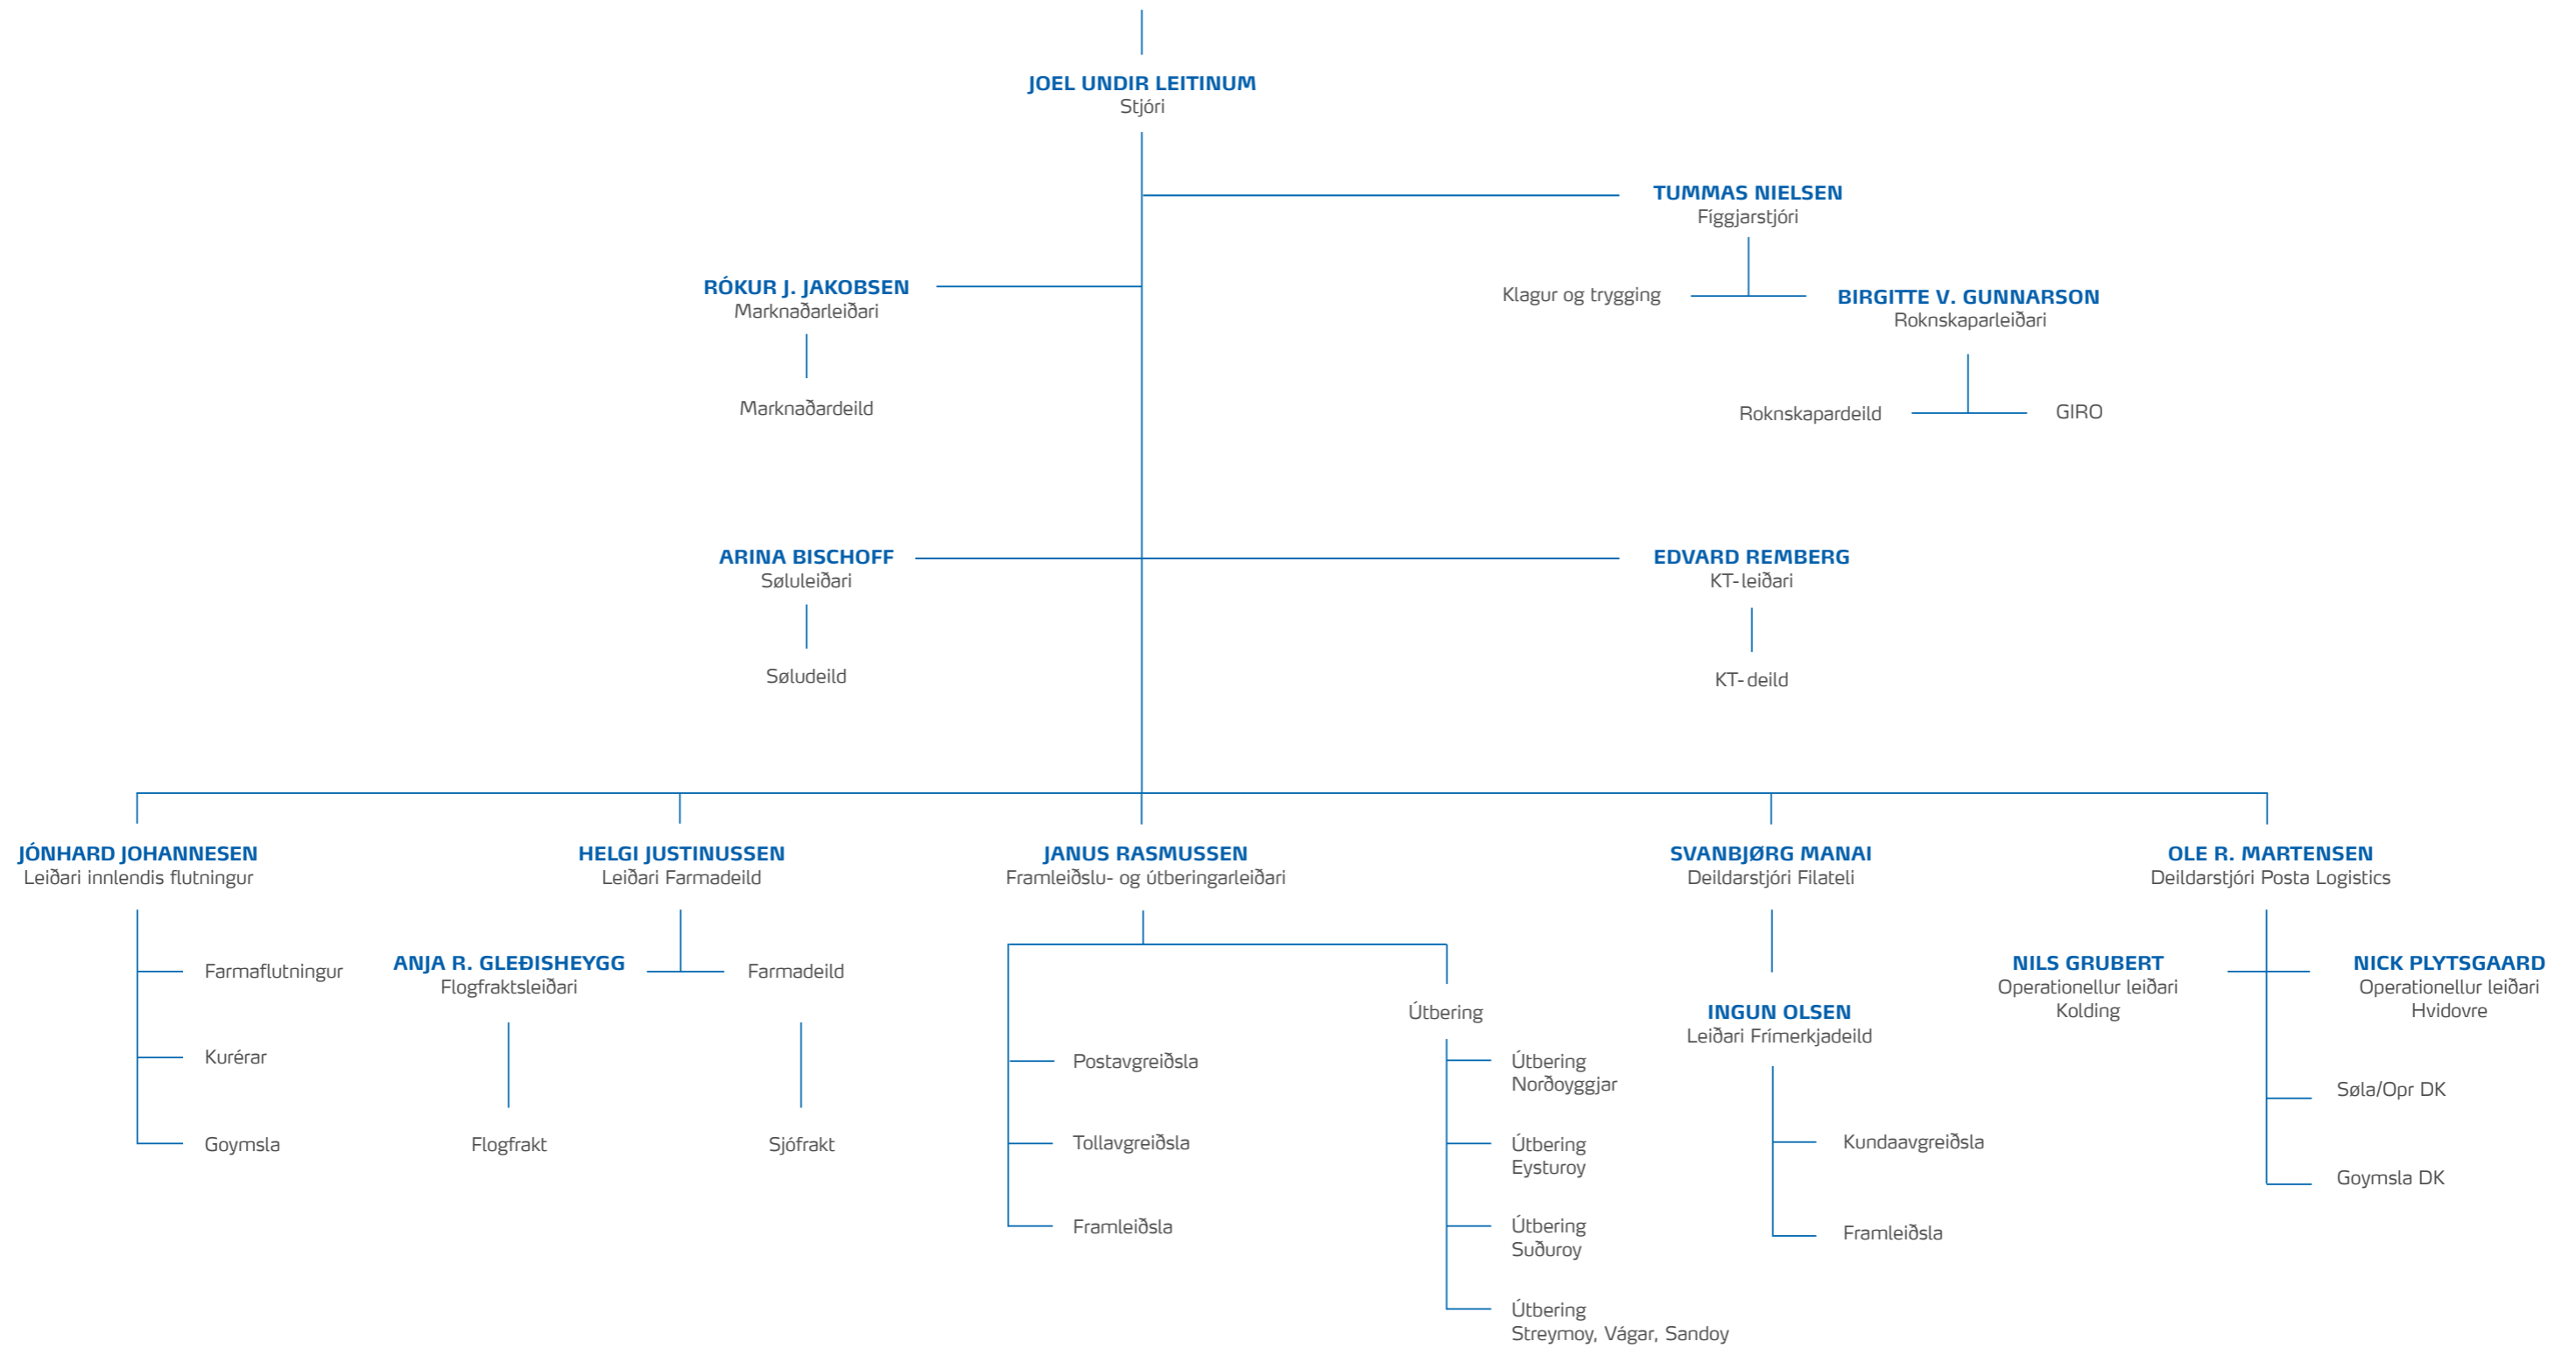 JOEL UNDIR LEITINUM
Stjóri
TUMMAS NIELSEN
Fíggjarstjóri
RÓKUR J. JAKOBSEN
Marknaðarleiðari
Klagur og trygging
BIRGITTE V. GUNNARSON
Roknskaparleiðari
Marknaðardeild
Roknskapardeild
GIRO
ARINA BISCHOFF
Søluleiðari
EDVARD REMBERG
KT-leiðari
Søludeild
KT-deild
JÓNHARD JOHANNESEN
Leiðari innlendis flutningur
Farmaflutningur
Kurérar
Goymsla
HELGI JUSTINUSSEN
Leiðari Farmadeild
ANJA R. GLEÐISHEYGG
Flogfraktsleiðari
Farmadeild
Flogfrakt
Sjófrakt
JANUS RASMUSSEN
Framleiðslu- og útberingarleiðari
Postavgreiðsla
Tollavgreiðsla
Framleiðsla
Útbering
Útbering
Norðoyggjar
Útbering
Eysturoy
Útbering
Suðuroy
Útbering
Streymoy, Vágar, Sandoy
SVANBJØRG MANAI
Deildarstjóri Filateli
INGUN OLSEN
Leiðari Frímerkjadeild
Kundaavgreiðsla
Framleiðsla
OLE R. MARTENSEN
Deildarstjóri Posta Logistics
NILS GRUBERT
Operationellur leiðari
Kolding
NICK PLYTSGAARD
Operationellur leiðari
Hvidovre
Søla/Opr DK
Goymsla DK